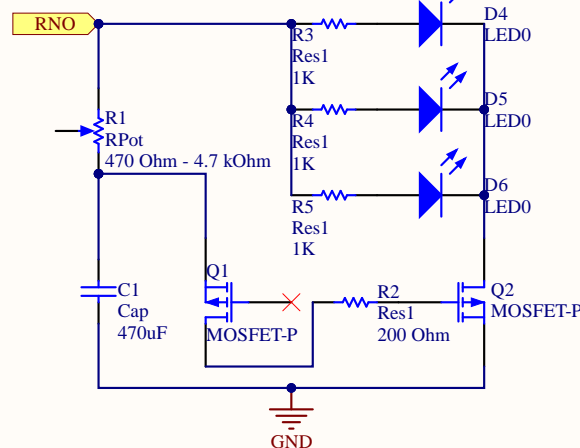 RNO
R3
Res1
1K
D4
LED0
R1
RPot
470 Ohm - 4.7 kOhm
R4
Res1
1K
D5
LED0
R5
Res1
1K
D6
LED0
C1
Cap
470uF
Q1
MOSFET-P
R2
Res1
200 Ohm
Q2
MOSFET-P
GND